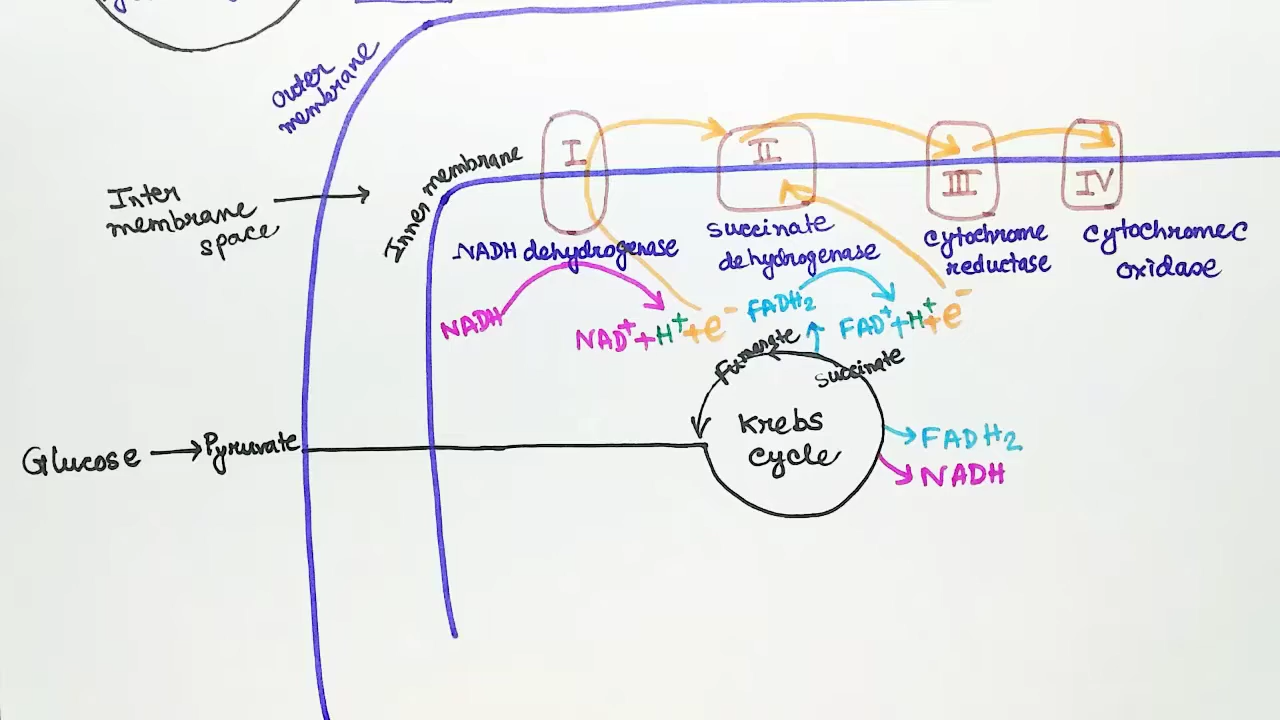 Outer
membrane
Inter
membrane
space
Inner membrane
I
II
III
IV
NADH dehydrogenase
succinate
dehydrogenase
cytochrome
reductase
cytochrome c
oxidase
NADH
NAD⁺+H⁺+e⁻
FADH₂
FAD⁺+H⁺+e⁻
Fumarate
succinate
Krebs
cycle
FADH₂
NADH
Glucose
Pyruvate